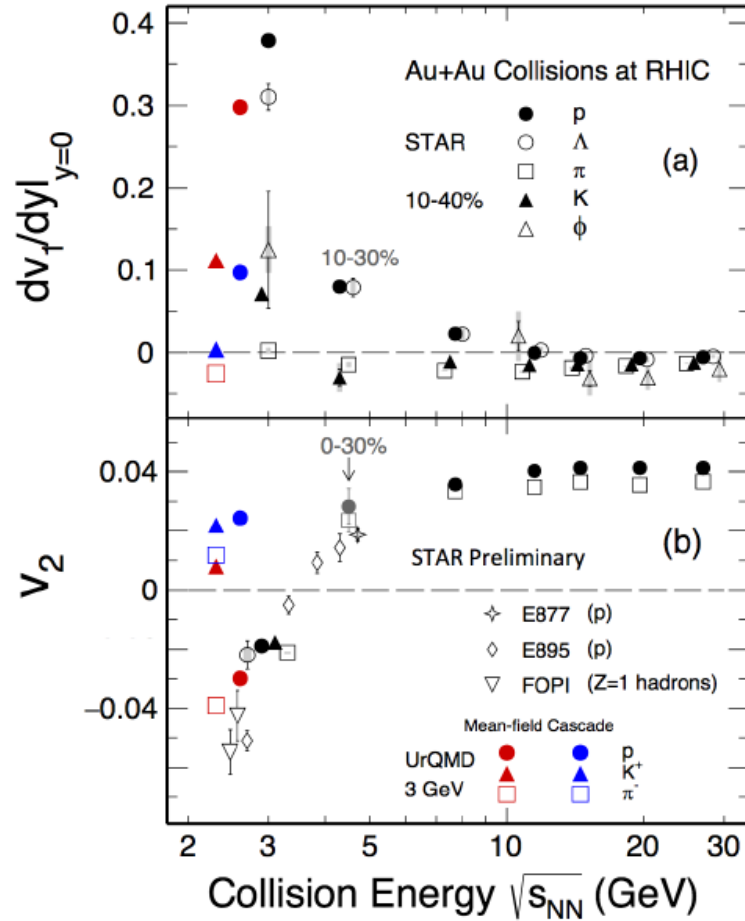 0.4
0.3
0.2
0.1
0
dv₁/dy|y=0
Au+Au Collisions at RHIC
p
STAR
Λ
π
10-40%
K
ϕ
(a)
10-30%
0-30%
0.04
0
−0.04
v₂
(b)
STAR Preliminary
E877 (p)
E895 (p)
FOPI (Z=1 hadrons)
Mean-field Cascade
UrQMD
3 GeV
p
K⁺
π⁻
2 3 5 10 20 30
Collision Energy √sNN (GeV)